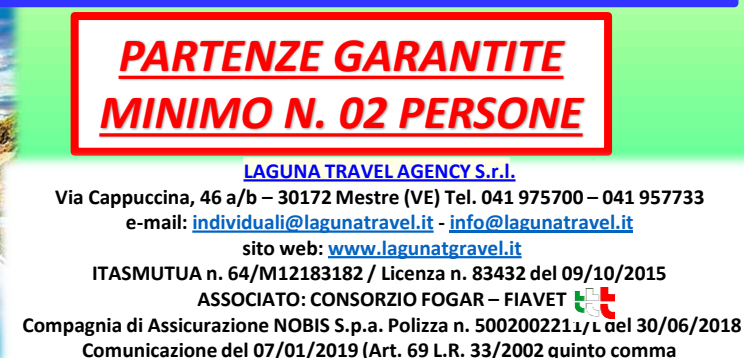 PARTENZE GARANTITE
MINIMO N. 02 PERSONE
LAGUNA TRAVEL AGENCY S.r.l.
Via Cappuccina, 46 a/b – 30172 Mestre (VE) Tel. 041 975700 – 041 957733
e-mail: individuali@lagunatravel.it - info@lagunatravel.it
sito web: www.lagunatgravel.it
ITASMUTUA n. 64/M12183182 / Licenza n. 83432 del 09/10/2015
ASSOCIATO: CONSORZIO FOGAR – FIAVET
Compagnia di Assicurazione NOBIS S.p.a. Polizza n. 5002002211/L del 30/06/2018
Comunicazione del 07/01/2019 (Art. 69 L.R. 33/2002 quinto comma